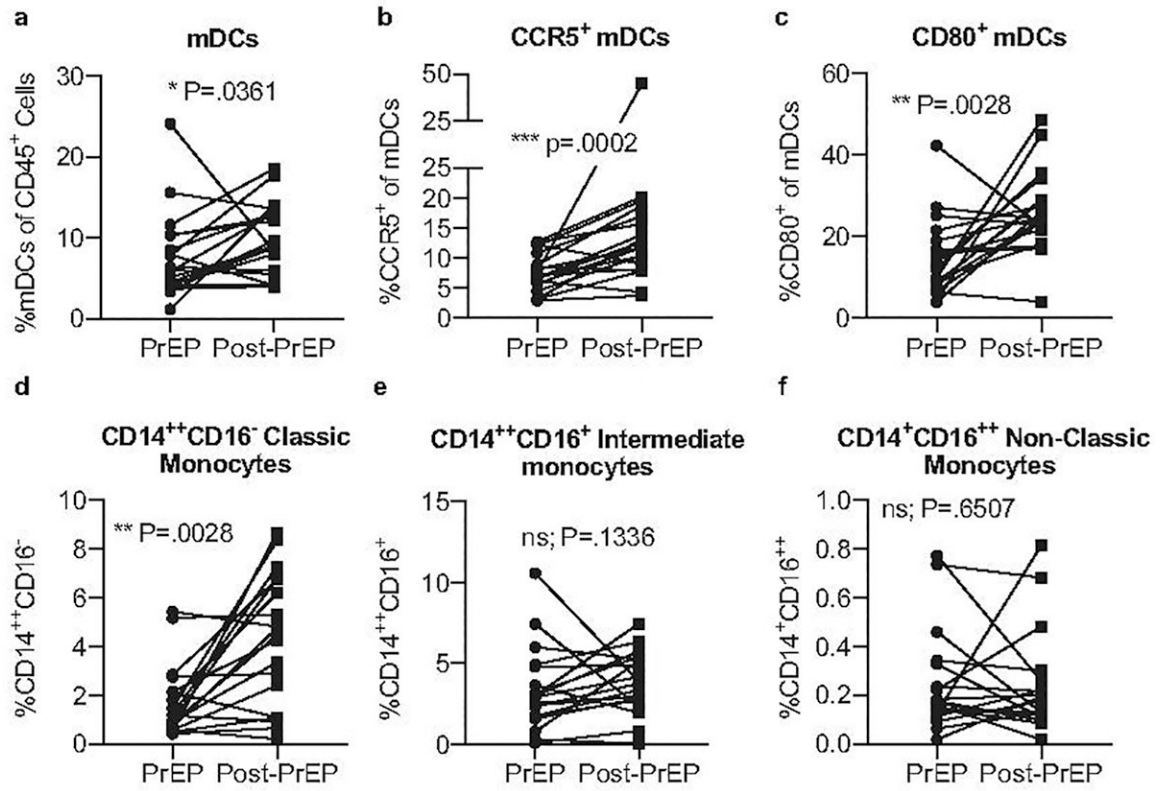 a
mDCs
* P=.0361
%mDCs of CD45+ Cells
30
20
10
0
PrEP Post-PrEP
b
CCR5+ mDCs
*** p=.0002
%CCR5+ of mDCs
50
25
25
20
15
10
5
0
PrEP Post-PrEP
c
CD80+ mDCs
** P=.0028
%CD80+ of mDCs
60
40
20
0
PrEP Post-PrEP
d
CD14++CD16- Classic
Monocytes
** P=.0028
%CD14++CD16-
10
8
6
4
2
0
PrEP Post-PrEP
e
CD14++CD16+ Intermediate
monocytes
ns; P=.1336
%CD14++CD16+
15
10
5
0
PrEP Post-PrEP
f
CD14+CD16++ Non-Classic
Monocytes
ns; P=.6507
%CD14+CD16++
1.0
0.8
0.6
0.4
0.2
0.0
PrEP Post-PrEP